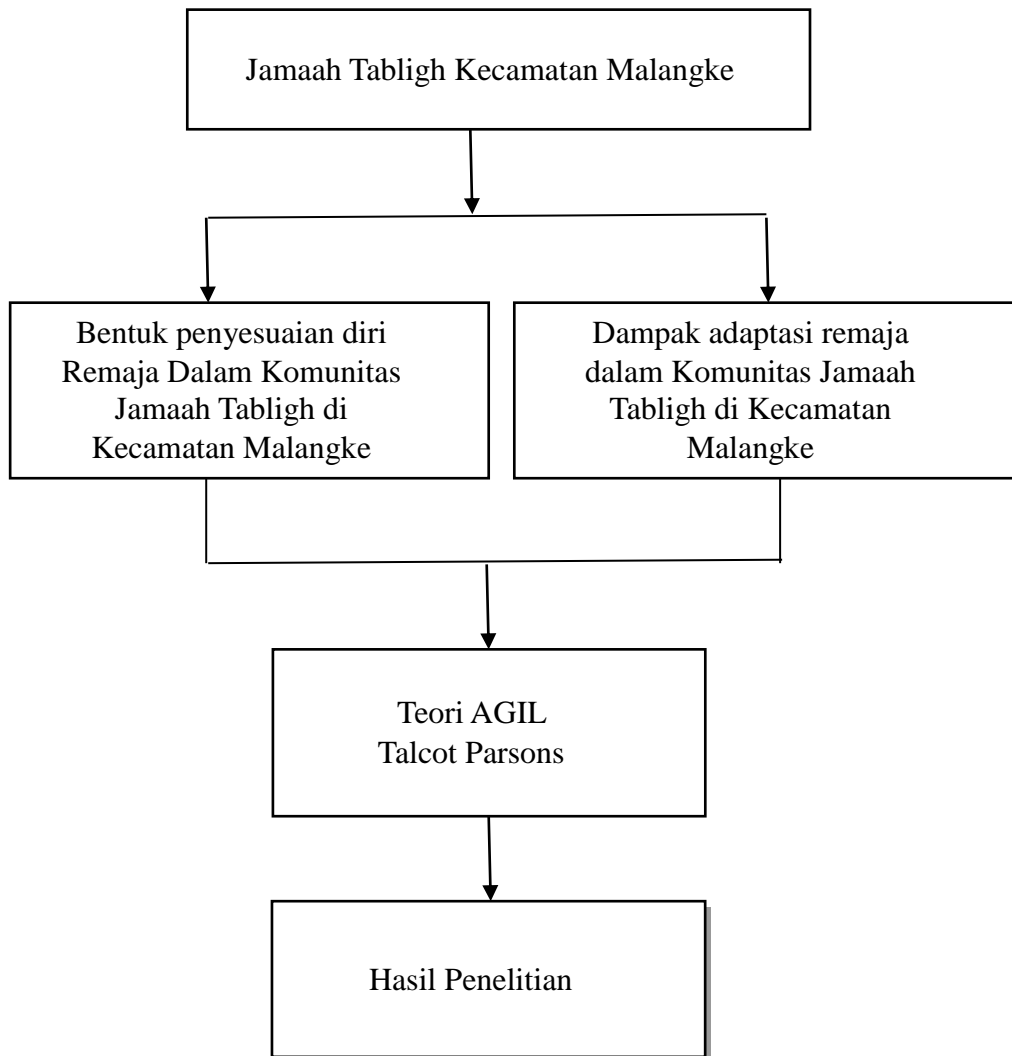 Jamaah Tabligh Kecamatan Malangke
Bentuk penyesuaian diri
Remaja Dalam Komunitas
Jamaah Tabligh di
Kecamatan Malangke
Dampak adaptasi remaja
dalam Komunitas Jamaah
Tabligh di Kecamatan
Malangke
Teori AGIL
Talcot Parsons
Hasil Penelitian